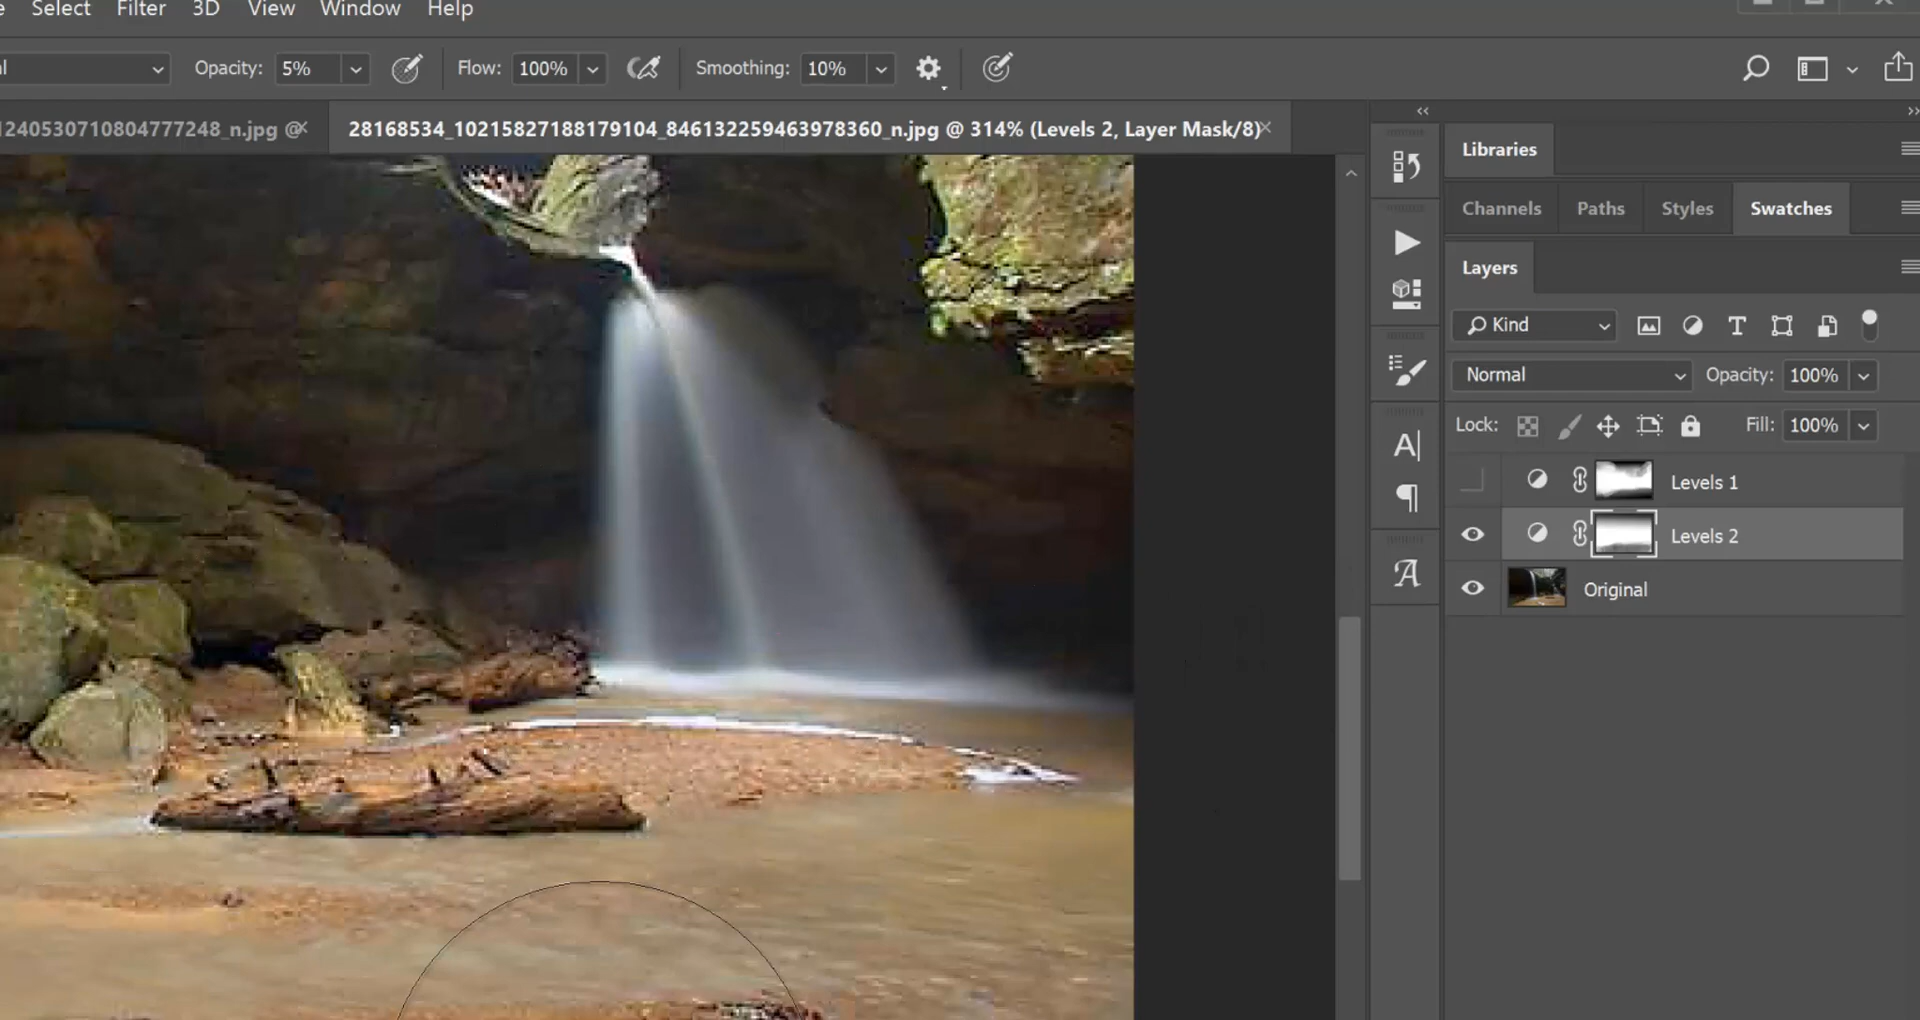 Select Filter 3D View Window Help
Opacity: 5% Flow: 100% Smoothing: 10%
1240530710804777248_n.jpg @ 28168534_10215827188179104_846132259463978360_n.jpg @ 314% (Levels 2, Layer Mask/8)
Libraries
Channels Paths Styles Swatches
Layers
Kind
Normal Opacity: 100%
Lock: Fill: 100%
Levels 1
Levels 2
Original